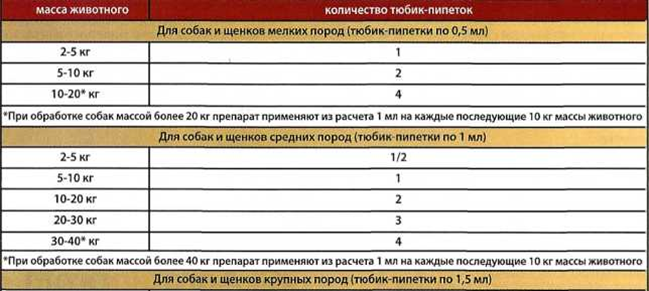 масса животного количество тюбик-пипеток
Для собак и щенков мелких пород (тюбик-пипетки по 0,5 мл)
2-5 кг 1
5-10 кг 2
10-20* кг 4
*При обработке собак массой более 20 кг препарат применяют из расчета 1 мл на каждые последующие 10 кг массы животного
Для собак и щенков средних пород (тюбик-пипетки по 1 мл)
2-5 кг 1/2
5-10 кг 1
10-20 кг 2
20-30 кг 3
30-40* кг 4
*При обработке собак массой более 40 кг препарат применяют из расчета 1 мл на каждые последующие 10 кг массы животного
Для собак и щенков крупных пород (тюбик-пипетки по 1,5 мл)